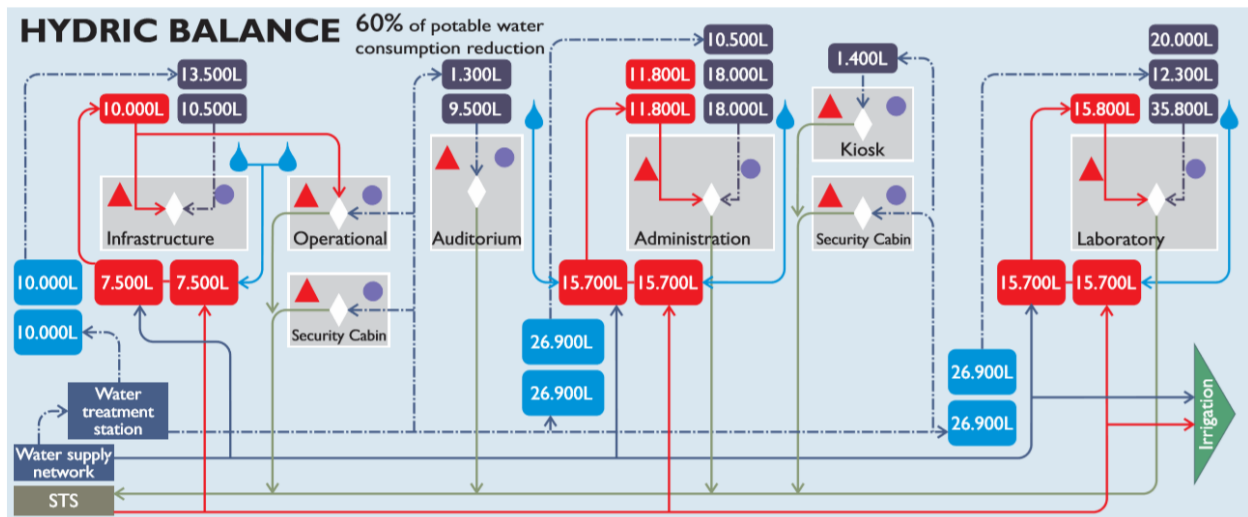 HYDRIC BALANCE
60% of potable water
consumption reduction
13.500L
10.000L
10.500L
Infrastructure
10.000L
7.500L
7.500L
10.000L
Operational
Security Cabin
1.300L
9.500L
Auditorium
10.500L
11.800L
18.000L
11.800L
18.000L
Administration
15.700L
15.700L
26.900L
26.900L
1.400L
Kiosk
Security Cabin
20.000L
12.300L
15.800L
35.800L
Laboratory
15.700L
15.700L
26.900L
26.900L
Water
treatment
station
Water supply
network
STS
Irrigation